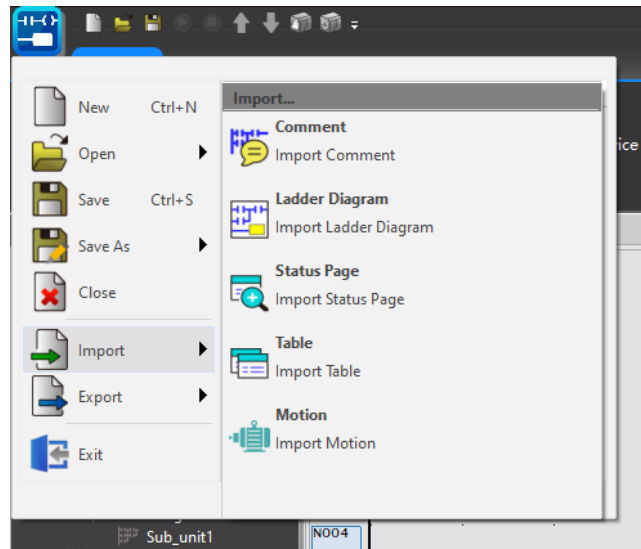 New Ctrl+N
Open
Save Ctrl+S
Save As
Close
Import
Export
Exit
Import...
Comment
Import Comment
Ladder Diagram
Import Ladder Diagram
Status Page
Import Status Page
Table
Import Table
Motion
Import Motion
ice
Sub_unit1
N004